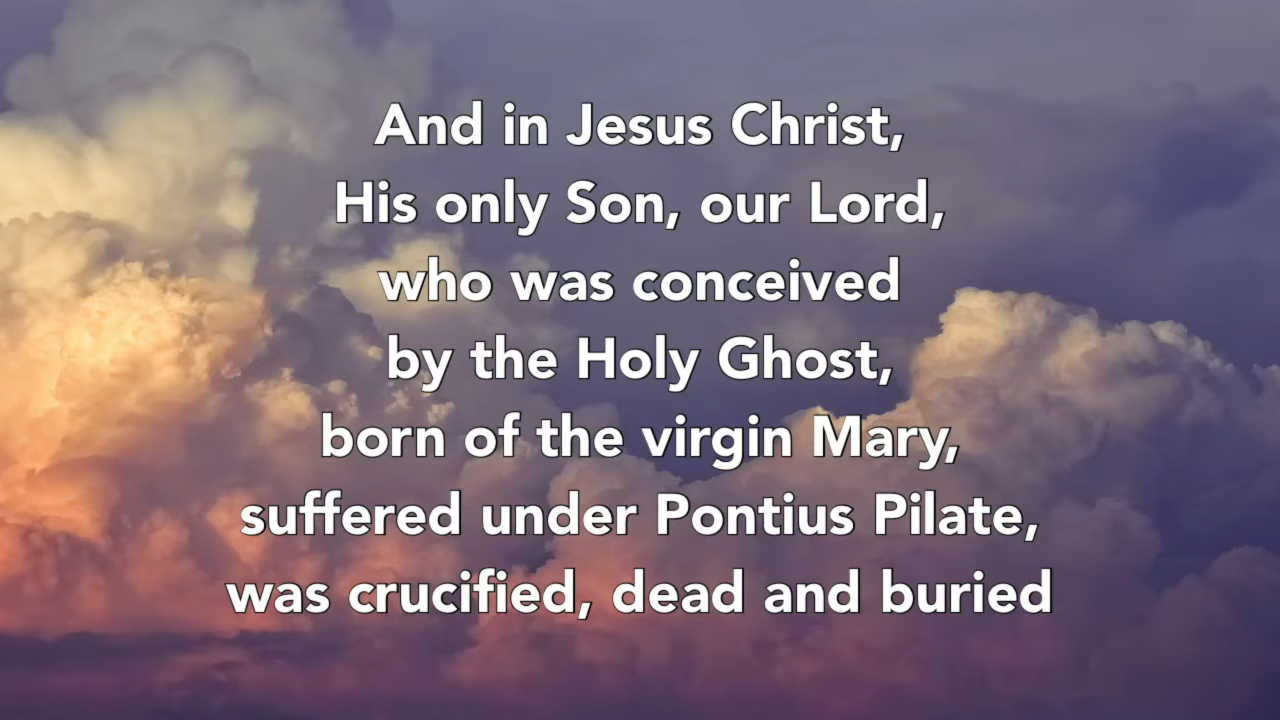 And in Jesus Christ,
His only Son, our Lord,
who was conceived
by the Holy Ghost,
born of the virgin Mary,
suffered under Pontius Pilate,
was crucified, dead and buried